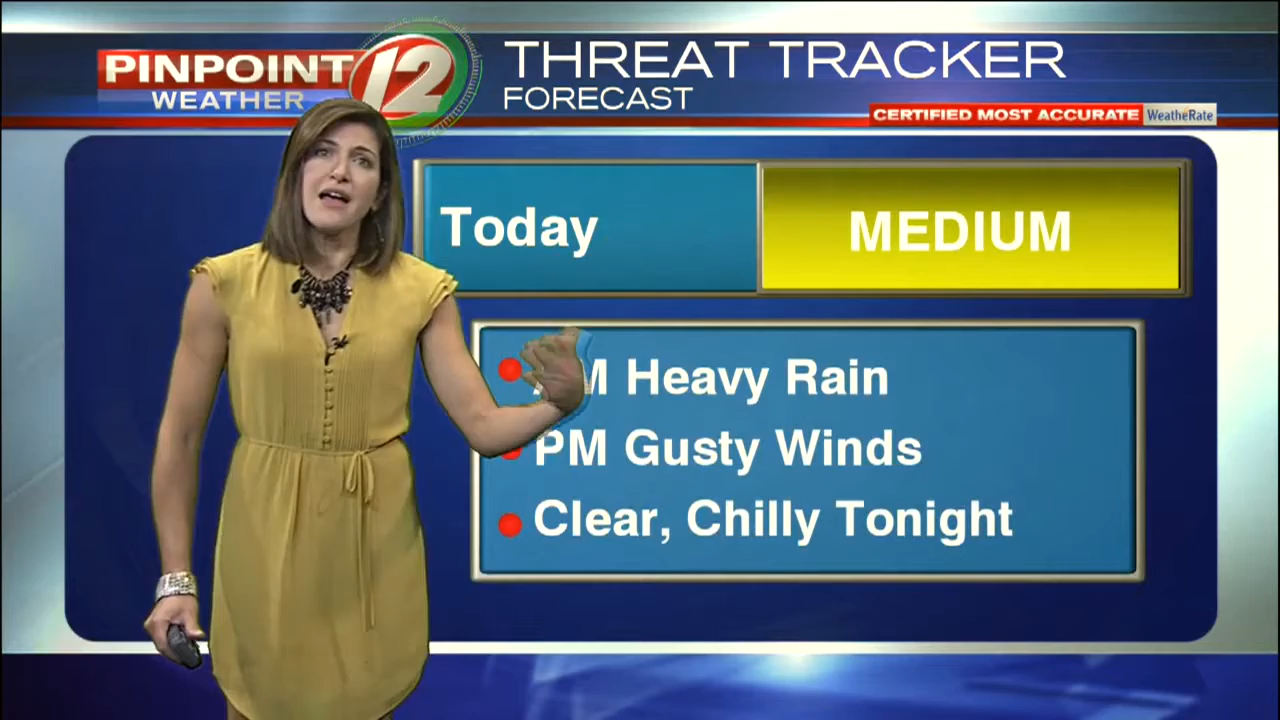 PINPOINT
WEATHER
12
THREAT TRACKER
FORECAST
CERTIFIED MOST ACCURATE WeatheRate
Today
MEDIUM
Heavy Rain
PM Gusty Winds
Clear, Chilly Tonight